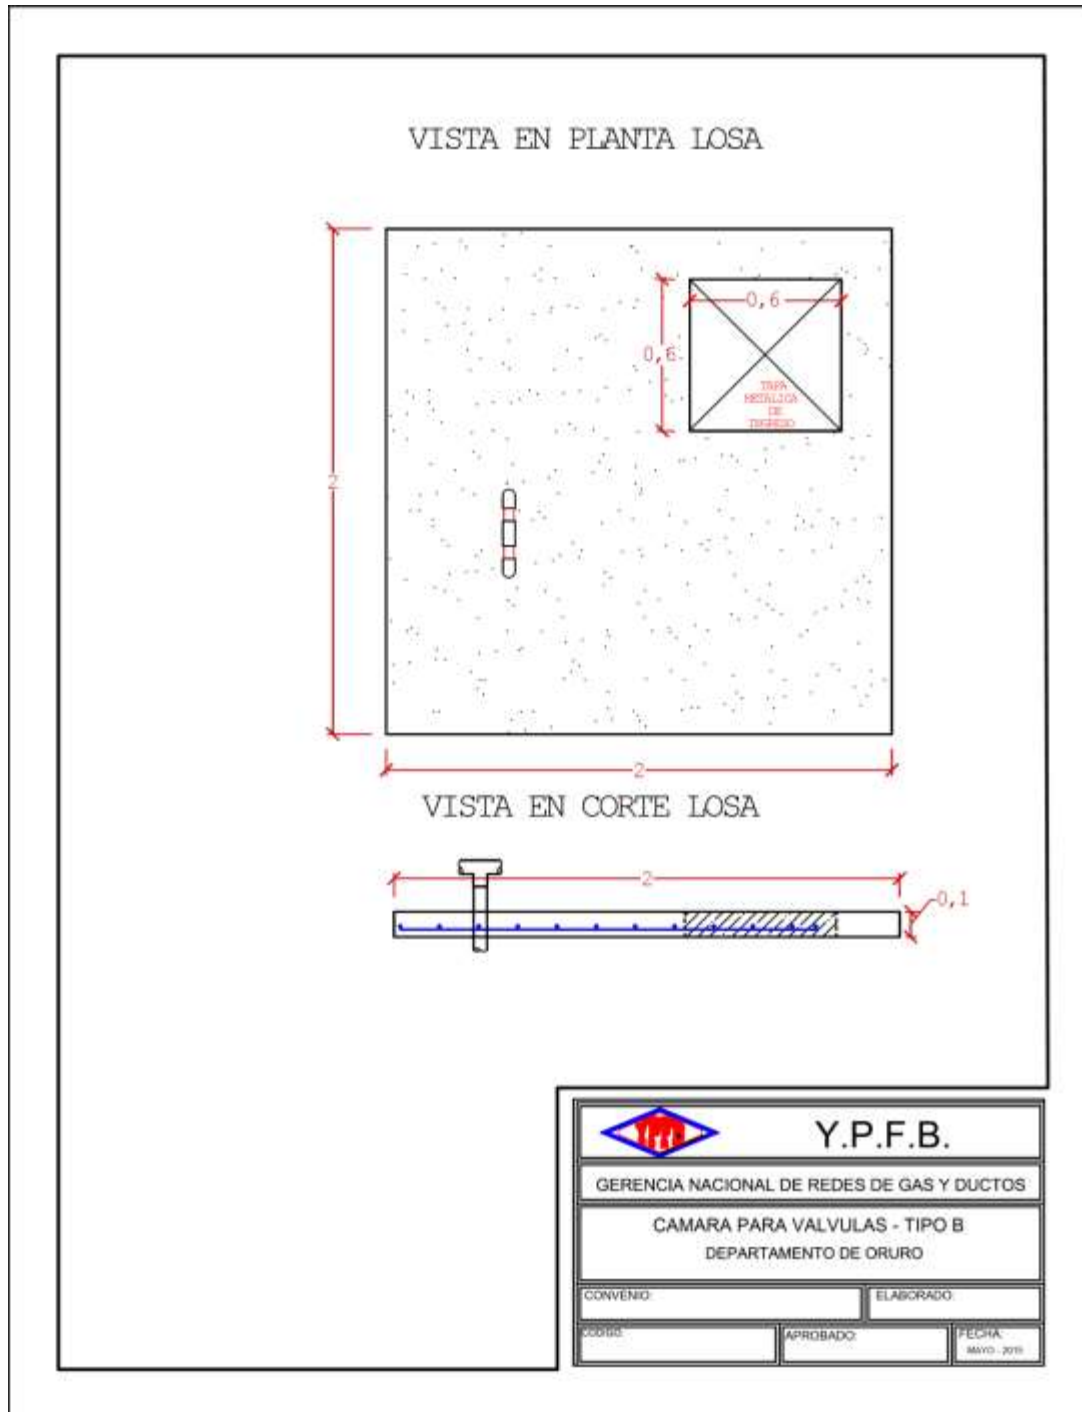 VISTA EN PLANTA LOSA
0,6
0,6
TAPA
METALICA
DE
INGRESO
2
2
VISTA EN CORTE LOSA
2
0,1
Y.P.F.B.
GERENCIA NACIONAL DE REDES DE GAS Y DUCTOS
CAMARA PARA VALVULAS - TIPO B
DEPARTAMENTO DE ORURO
CONVENIO:
ELABORADO:
CODIGO:
APROBADO:
FECHA:
MAYO - 2015